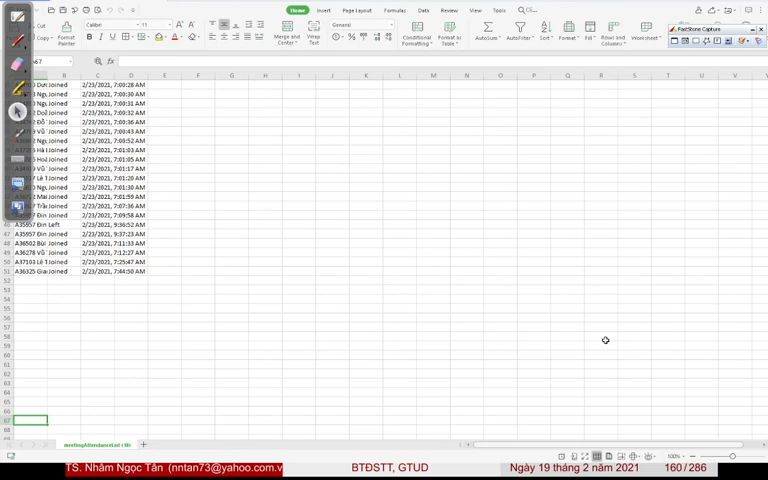 Home Insert Page Layout Formulas Data Review View Tools
Cut Calibri 11 General
Copy Format Painter Merge and Center Wrap Text Conditional Formatting Format as Table AutoSum AutoFilter Sort Format Fill Rows and Columns Worksheet
FastStone Capture
A B C D E F G H I J K L M N O P Q R S T U V
Joined 2/23/2021, 7:00:28 AM
Joined 2/23/2021, 7:00:30 AM
Joined 2/23/2021, 7:00:31 AM
Joined 2/23/2021, 7:00:32 AM
Joined 2/23/2021, 7:00:36 AM
Joined 2/23/2021, 7:00:43 AM
Joined 2/23/2021, 7:00:52 AM
Joined 2/23/2021, 7:01:03 AM
Joined 2/23/2021, 7:01:05 AM
Joined 2/23/2021, 7:01:17 AM
Joined 2/23/2021, 7:01:20 AM
Joined 2/23/2021, 7:01:30 AM
Joined 2/23/2021, 7:01:59 AM
Joined 2/23/2021, 7:07:36 AM
Joined 2/23/2021, 7:09:58 AM
46 A35957 Đin Left 2/23/2021, 9:36:52 AM
47 A35957 Đin Joined 2/23/2021, 9:37:23 AM
48 A36502 Bùi Joined 2/23/2021, 7:11:33 AM
49 A36278 Vũ Joined 2/23/2021, 7:12:27 AM
50 A37103 Lê T Joined 2/23/2021, 7:25:47 AM
51 A36325 Gia Joined 2/23/2021, 7:44:50 AM
52
53
54
55
56
57
58
59
60
61
62
63
64
65
66
67
68
69
meetingAttendanceList (18)
100%
TS. Nhâm Ngọc Tần (nntan73@yahoo.com.v BTĐSTT, GTUD Ngày 19 tháng 2 năm 2021 160 / 286